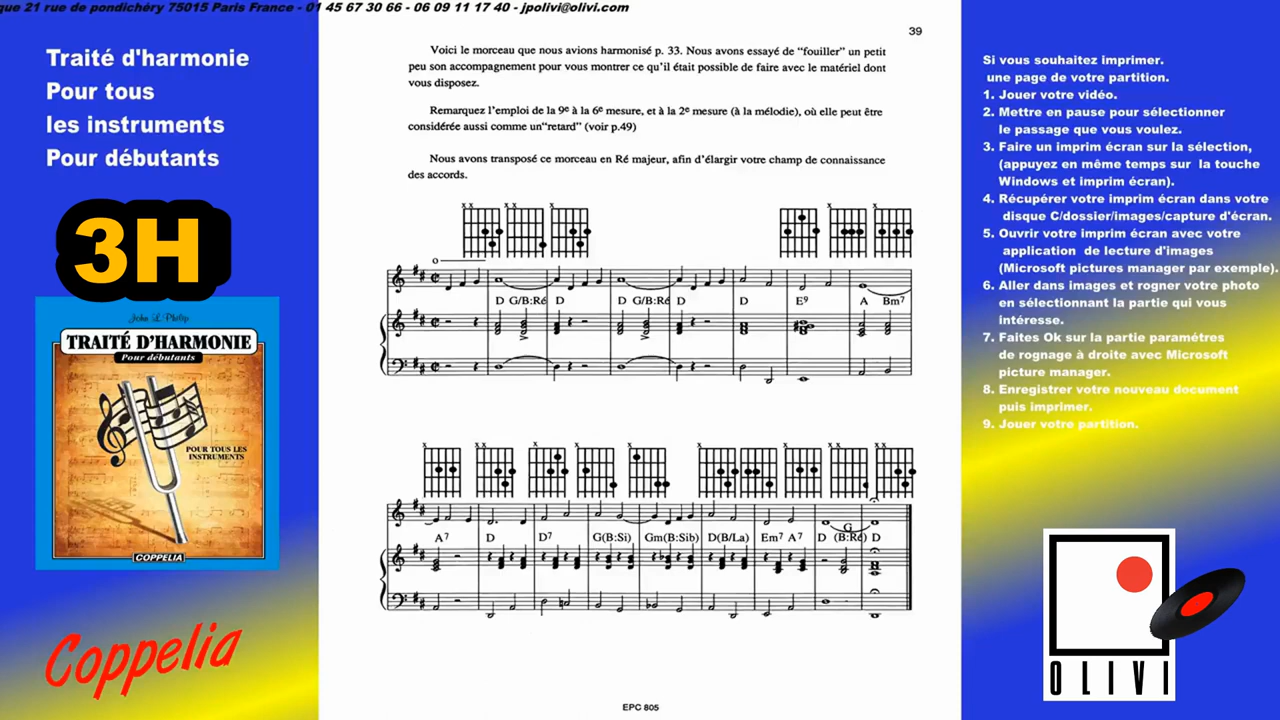 que 21 rue de pondichéry 75015 Paris France - 01 45 67 30 66 - 06 09 11 17 40 - jpolivi@olivi.com
Traité d'harmonie
Pour tous
les instruments
Pour débutants
3H
John L Philip
TRAITÉ D'HARMONIE
Pour débutants
POUR TOUS LES
INSTRUMENTS
COPPELIA
Coppelia
39
Voici le morceau que nous avions harmonisé p. 33. Nous avons essayé de “fouiller” un petit
peu son accompagnement pour vous montrer ce qu’il était possible de faire avec le matériel dont
vous disposez.
Remarquez l’emploi de la 9e à la 6e mesure, et à la 2e mesure (à la mélodie), où elle peut être
considérée aussi comme un“retard” (voir p.49)
Nous avons transposé ce morceau en Ré majeur, afin d’élargir votre champ de connaissance
des accords.
x x x x x x x x
D G/B:Ré D D G/B:Ré D D E9 A Bm7
x x x x x x x x x x x x x x
A7 D D7 G(B:Si) Gm(B:Sib) D(B/La) Em7 A7 D G (B:Ré) D
EPC 805
Si vous souhaitez imprimer.
une page de votre partition.
1. Jouer votre vidéo.
2. Mettre en pause pour sélectionner
le passage que vous voulez.
3. Faire un imprim écran sur la sélection,
(appuyez en même temps sur la touche
Windows et imprim écran).
4. Récupérer votre imprim écran dans votre
disque C/dossier/images/capture d'écran.
5. Ouvrir votre imprim écran avec votre
application de lecture d'images
(Microsoft pictures manager par exemple).
6. Aller dans images et rogner votre photo
en sélectionnant la partie qui vous
intéresse.
7. Faites Ok sur la partie paramétres
de rognage à droite avec Microsoft
picture manager.
8. Enregistrer votre nouveau document
puis imprimer.
9. Jouer votre partition.
OLIVI